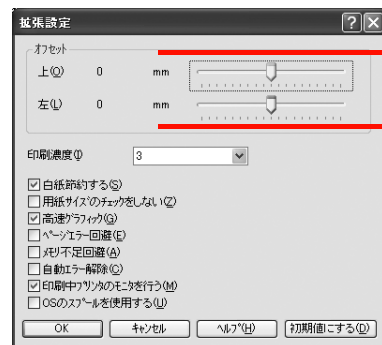 拡張設定
オフセット
上(O) 0 mm
左(L) 0 mm
印刷濃度(I) 3
白紙節約する(S)
用紙サイズのチェックをしない(Z)
高速グラフィック(G)
ページエラー回避(E)
メモリ不足回避(A)
自動エラー解除(C)
印刷中プリンタのモニタを行う(M)
OSのスプールを使用する(U)
OK キャンセル ヘルプ(H) 初期値にする(D)